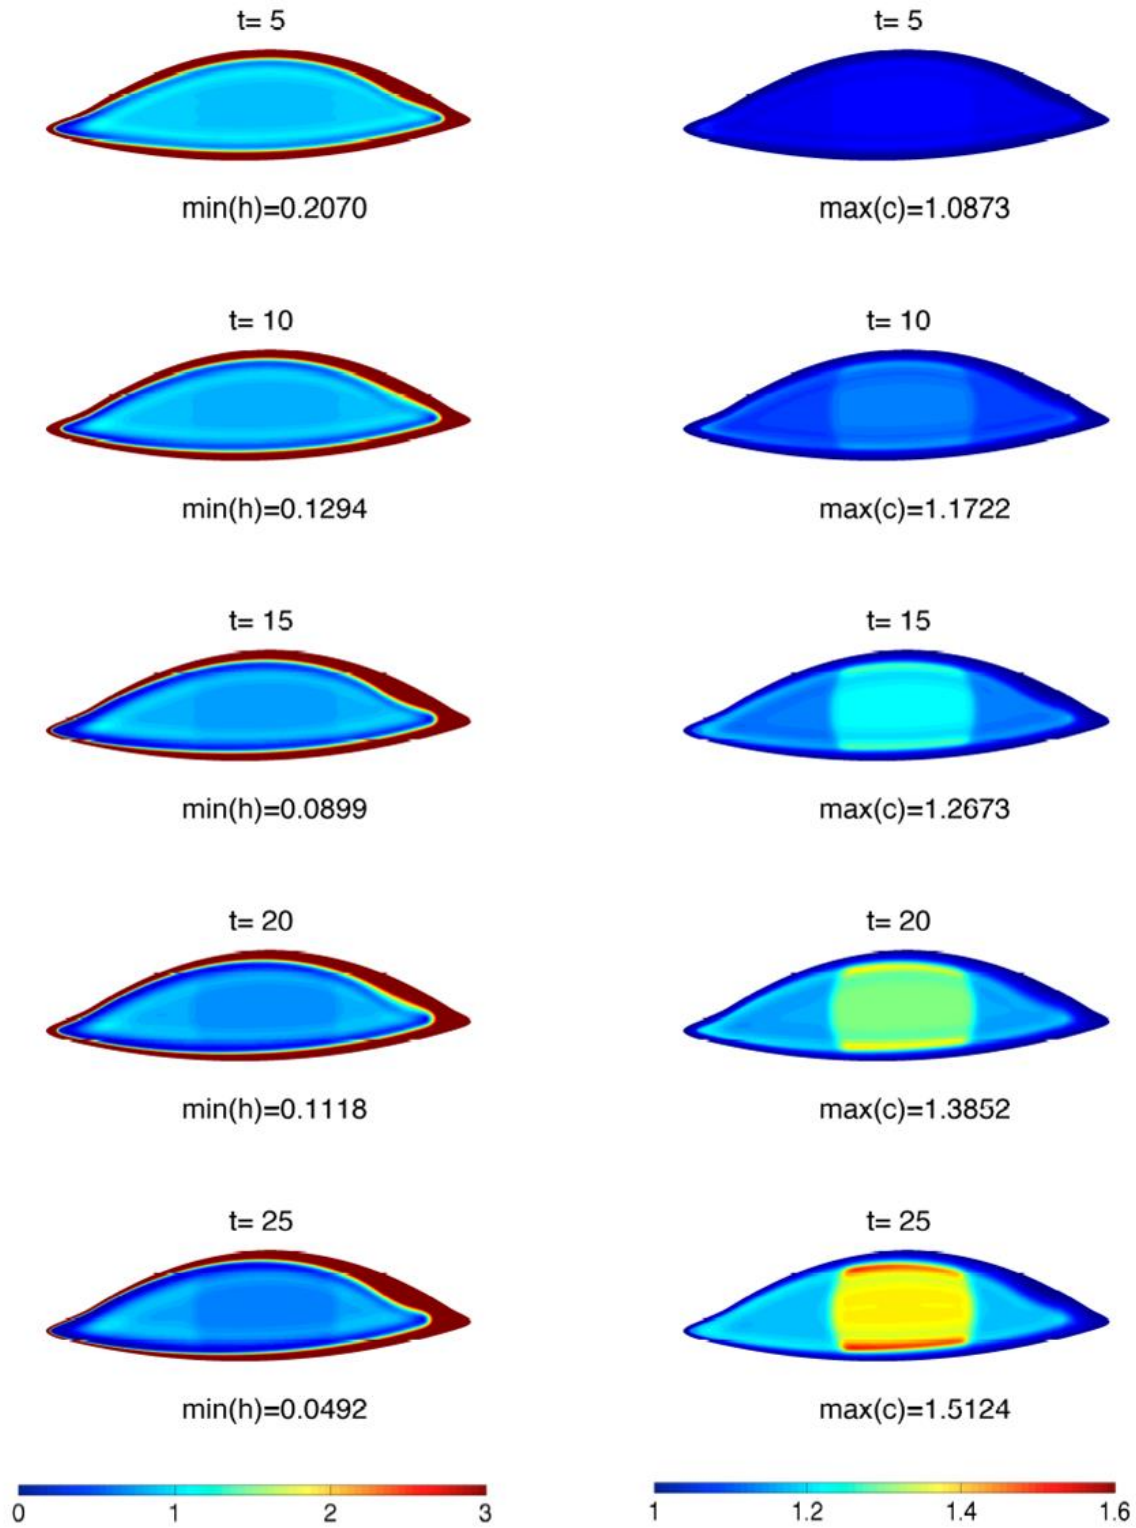 t= 5
t= 5
min(h)=0.2070
max(c)=1.0873
t= 10
t= 10
min(h)=0.1294
max(c)=1.1722
t= 15
t= 15
min(h)=0.0899
max(c)=1.2673
t= 20
t= 20
min(h)=0.1118
max(c)=1.3852
t= 25
t= 25
min(h)=0.0492
max(c)=1.5124
0 1 2 3
1 1.2 1.4 1.6